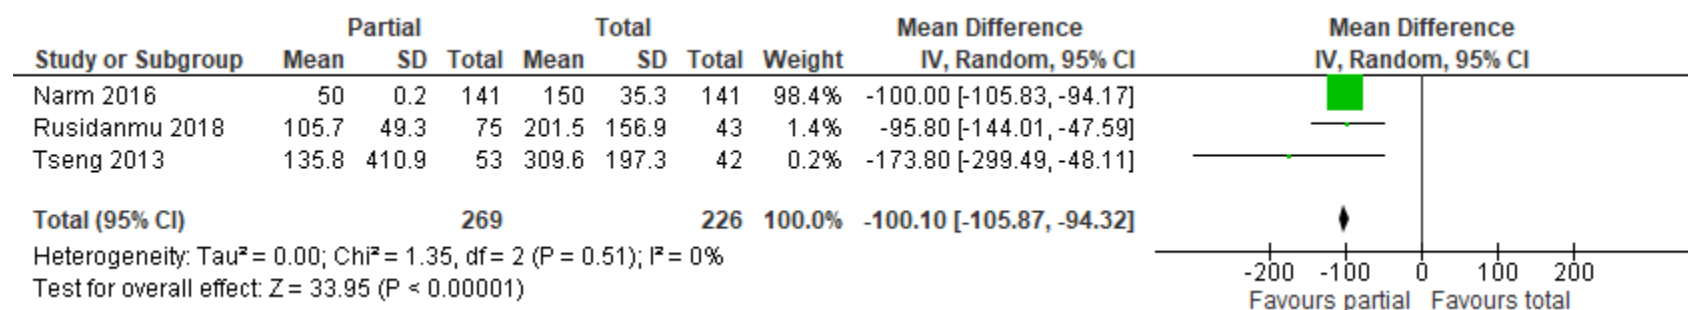 Partial Total Mean Difference Mean Difference
Study or Subgroup Mean SD Total Mean SD Total Weight IV, Random, 95% CI IV, Random, 95% CI
Narm 2016 50 0.2 141 150 35.3 141 98.4% -100.00 [-105.83, -94.17]
Rusidanmu 2018 105.7 49.3 75 201.5 156.9 43 1.4% -95.80 [-144.01, -47.59]
Tseng 2013 135.8 410.9 53 309.6 197.3 42 0.2% -173.80 [-299.49, -48.11]
Total (95% CI) 269 226 100.0% -100.10 [-105.87, -94.32]
Heterogeneity: Tau² = 0.00; Chi² = 1.35, df = 2 (P = 0.51); I² = 0%
Test for overall effect: Z = 33.95 (P < 0.00001)
-200 -100 0 100 200
Favours partial Favours total